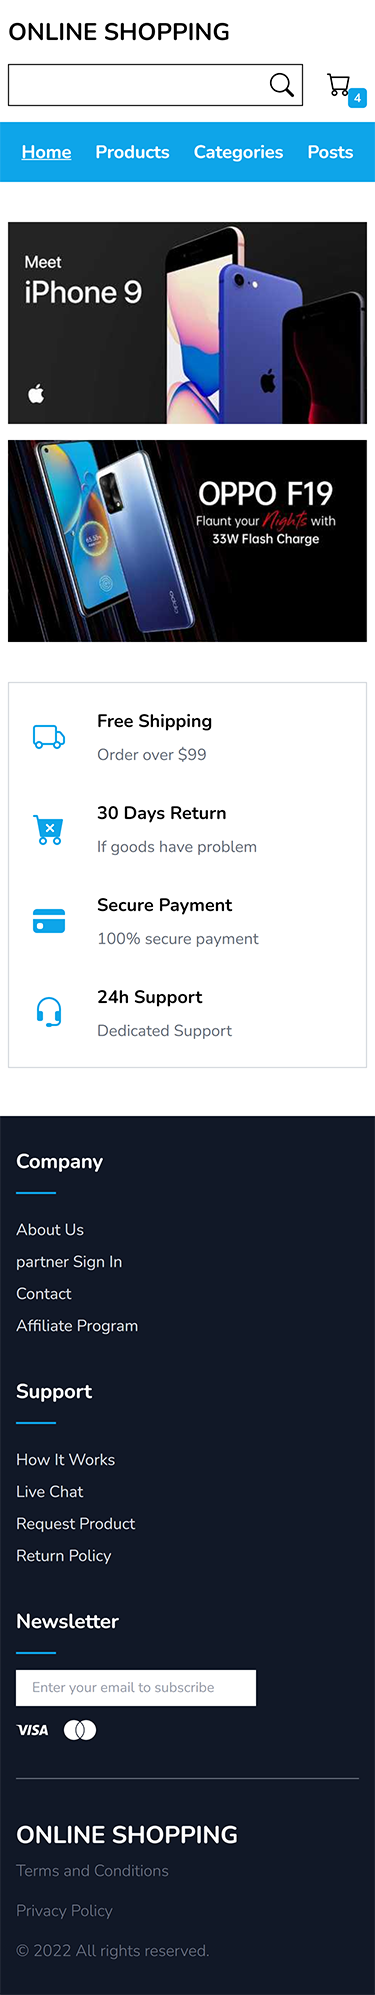 ONLINE SHOPPING
4
Home Products Categories Posts
Meet
iPhone 9
OPPO F19
Flaunt your Nights with
33W Flash Charge
Free Shipping
Order over $99
30 Days Return
If goods have problem
Secure Payment
100% secure payment
24h Support
Dedicated Support
Company
About Us
partner Sign In
Contact
Affiliate Program
Support
How It Works
Live Chat
Request Product
Return Policy
Newsletter
Enter your email to subscribe
VISA
ONLINE SHOPPING
Terms and Conditions
Privacy Policy
© 2022 All rights reserved.